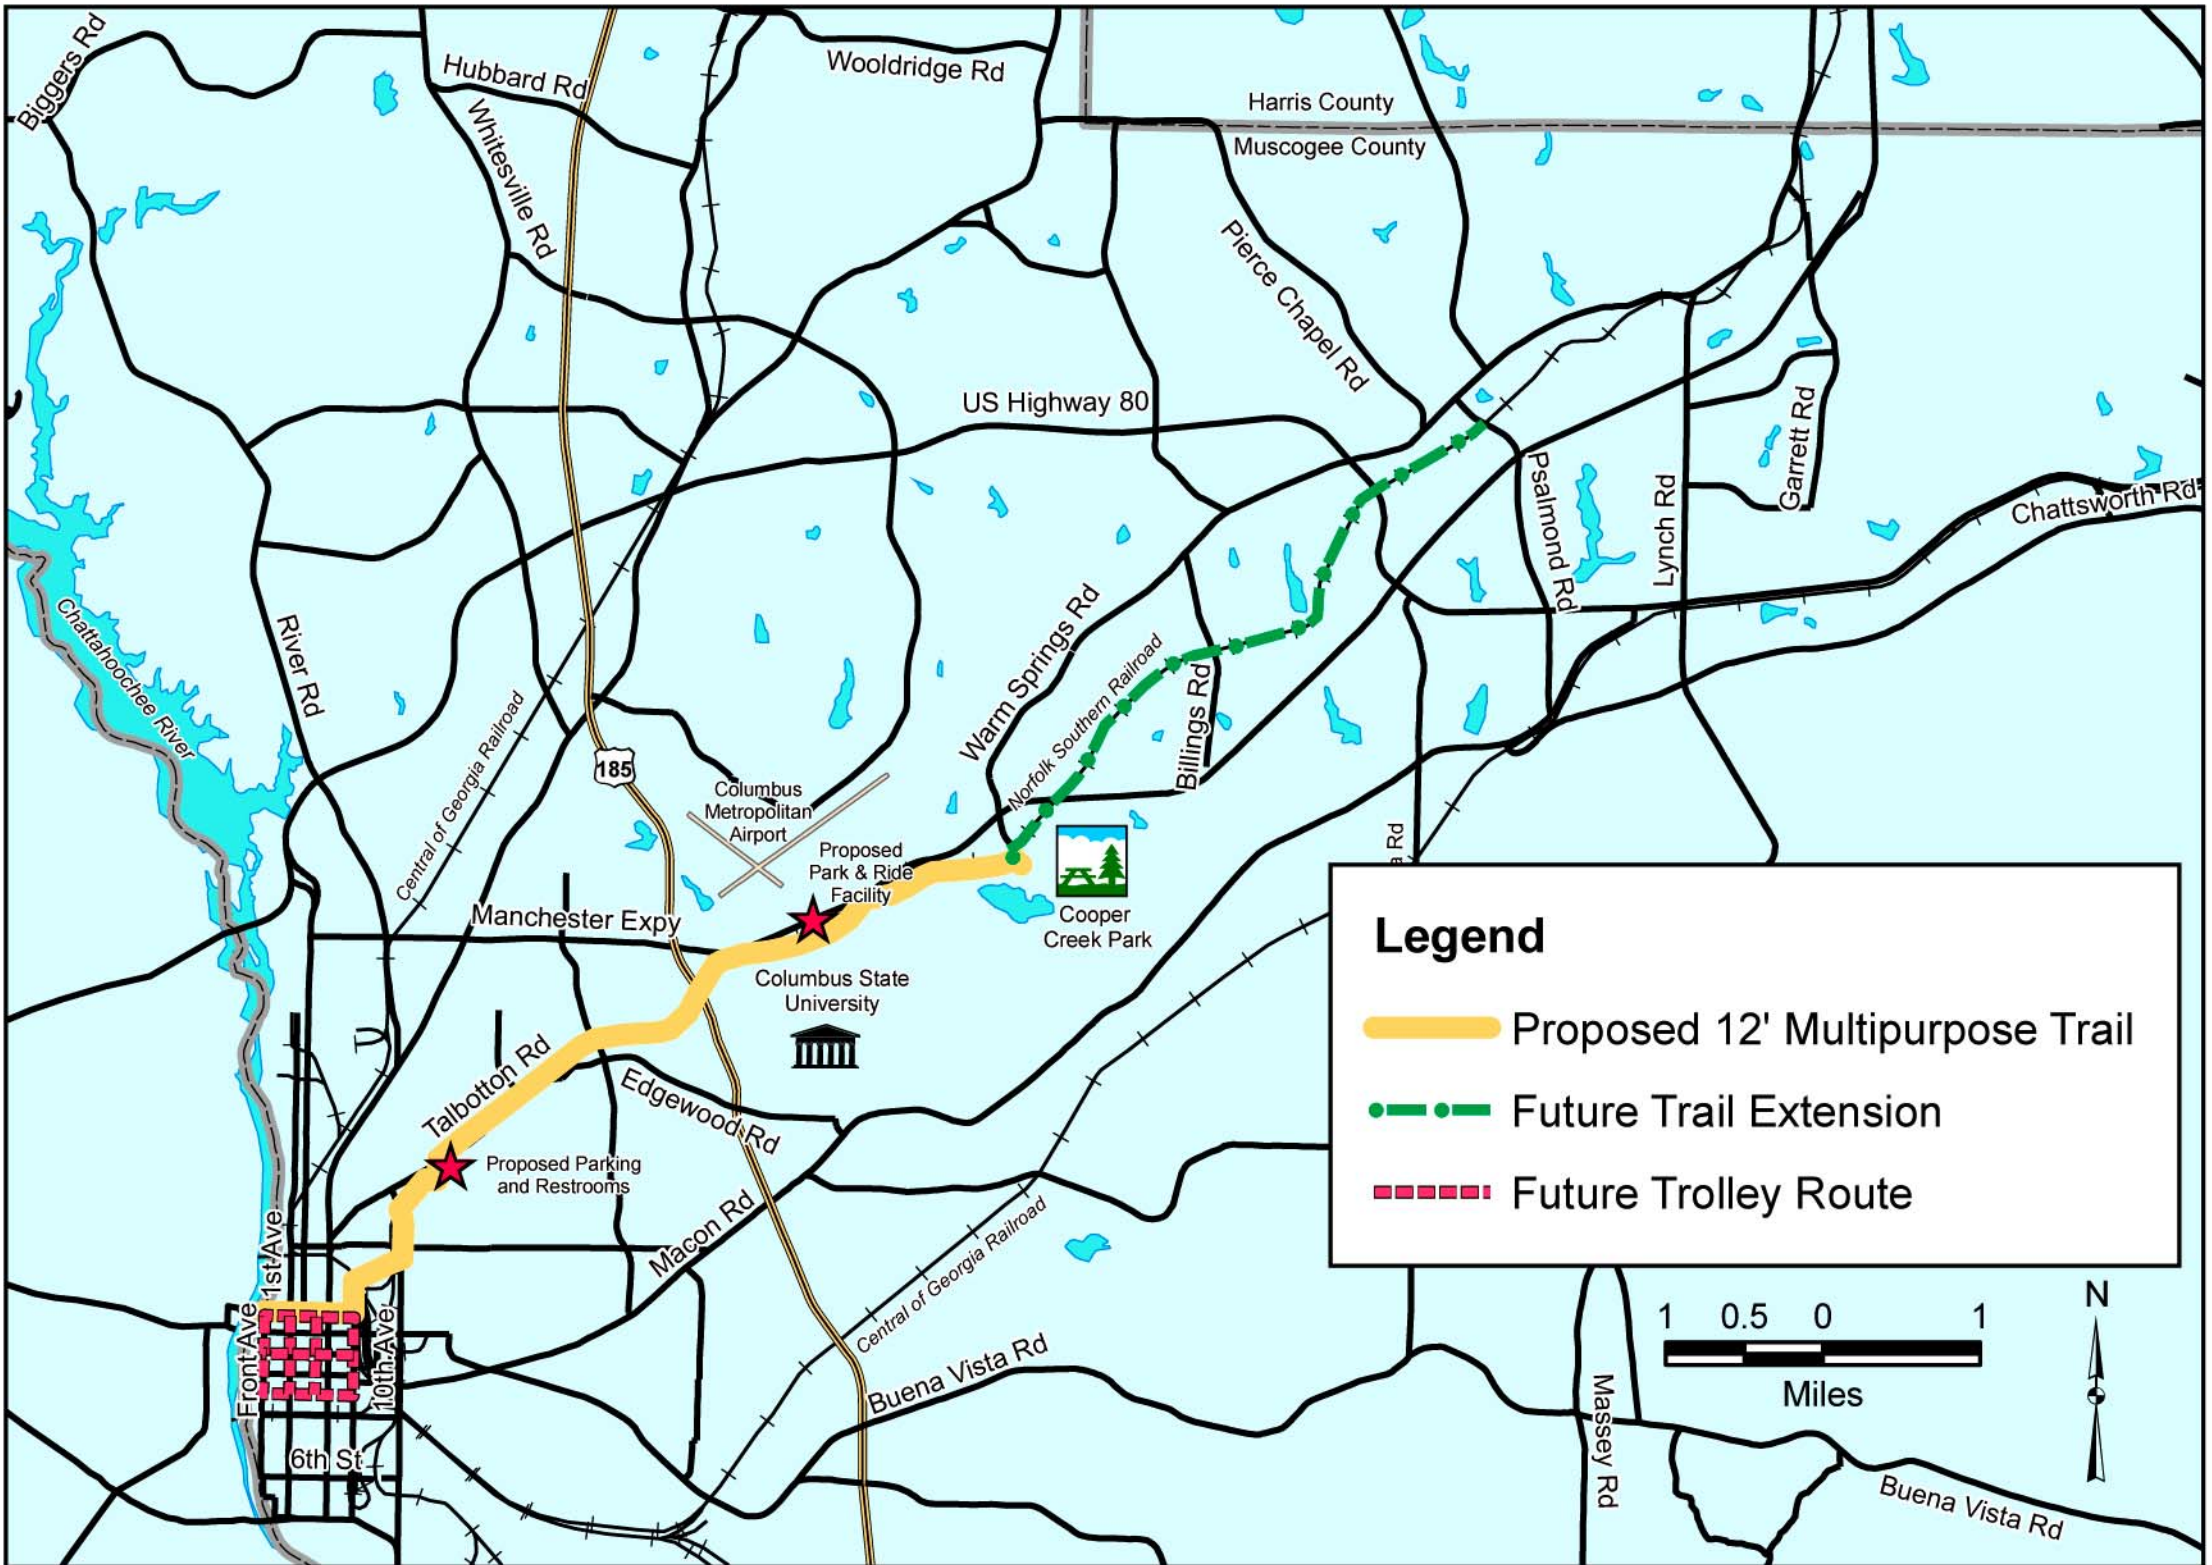 Biggers Rd
Hubbard Rd
Wooldridge Rd
Harris County
Muscogee County
Whitesville Rd
Pierce Chapel Rd
US Highway 80
Psalmond Rd
Lynch Rd
Garrett Rd
Chattsworth Rd
Chattahoochee River
River Rd
Warm Springs Rd
Norfolk Southern Railroad
Billings Rd
Central of Georgia Railroad
185
Columbus
Metropolitan
Airport
Proposed
Park & Ride
Facility
a Rd
Manchester Expy
Cooper
Creek Park
Columbus State
University
Talbotton Rd
Edgewood Rd
Proposed Parking
and Restrooms
Macon Rd
Central of Georgia Railroad
1st Ave
Front Ave
10th Ave
6th St
Buena Vista Rd
Legend
Proposed 12' Multipurpose Trail
Future Trail Extension
Future Trolley Route
1 0.5 0 1
Miles
N
Massey Rd
Buena Vista Rd